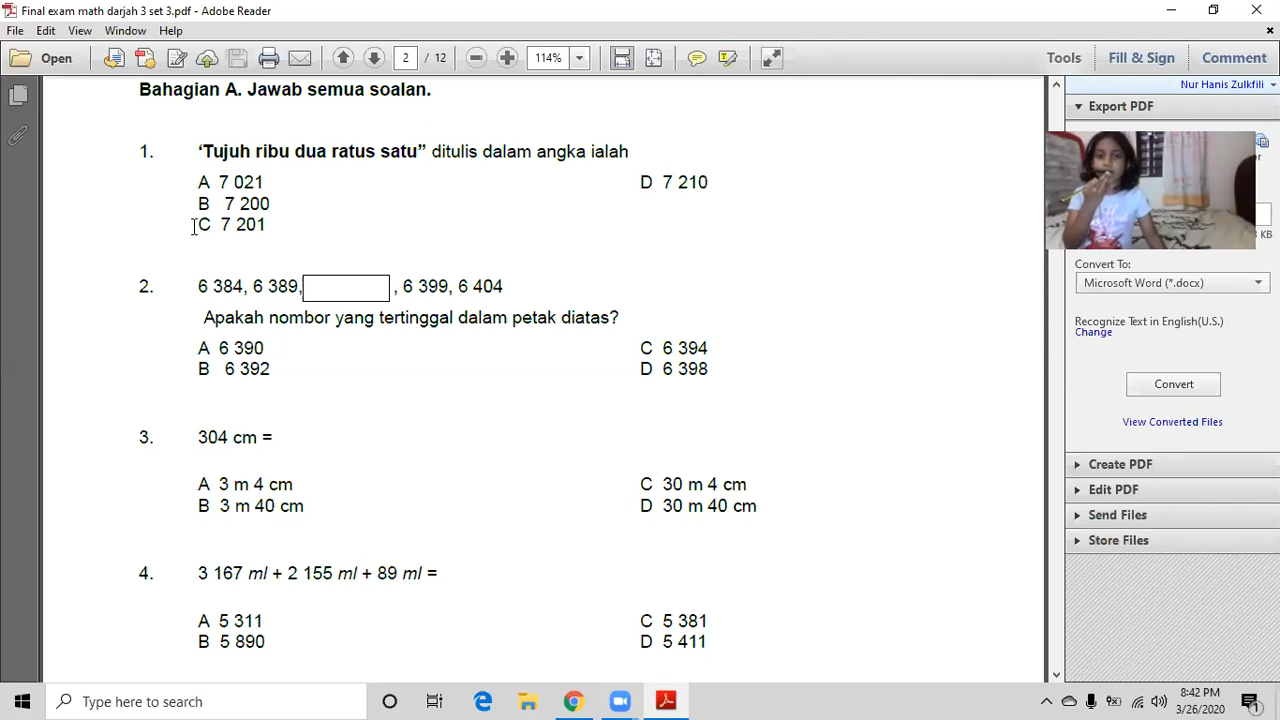 Final exam math darjah 3 set 3.pdf - Adobe Reader
File Edit View Window Help
Open 2 / 12 114% Tools Fill & Sign Comment
Nur Hanis Zulkfili
Bahagian A. Jawab semua soalan.
1. ‘Tujuh ribu dua ratus satu” ditulis dalam angka ialah
A 7 021 D 7 210
B 7 200
C 7 201
2. 6 384, 6 389, , 6 399, 6 404
Apakah nombor yang tertinggal dalam petak diatas?
A 6 390 C 6 394
B 6 392 D 6 398
3. 304 cm =
A 3 m 4 cm C 30 m 4 cm
B 3 m 40 cm D 30 m 40 cm
4. 3 167 ml + 2 155 ml + 89 ml =
A 5 311 C 5 381
B 5 890 D 5 411
Export PDF
KB
Convert To:
Microsoft Word (*.docx)
Recognize Text in English(U.S.)
Change
Convert
View Converted Files
Create PDF
Edit PDF
Send Files
Store Files
Type here to search
8:42 PM
3/26/2020